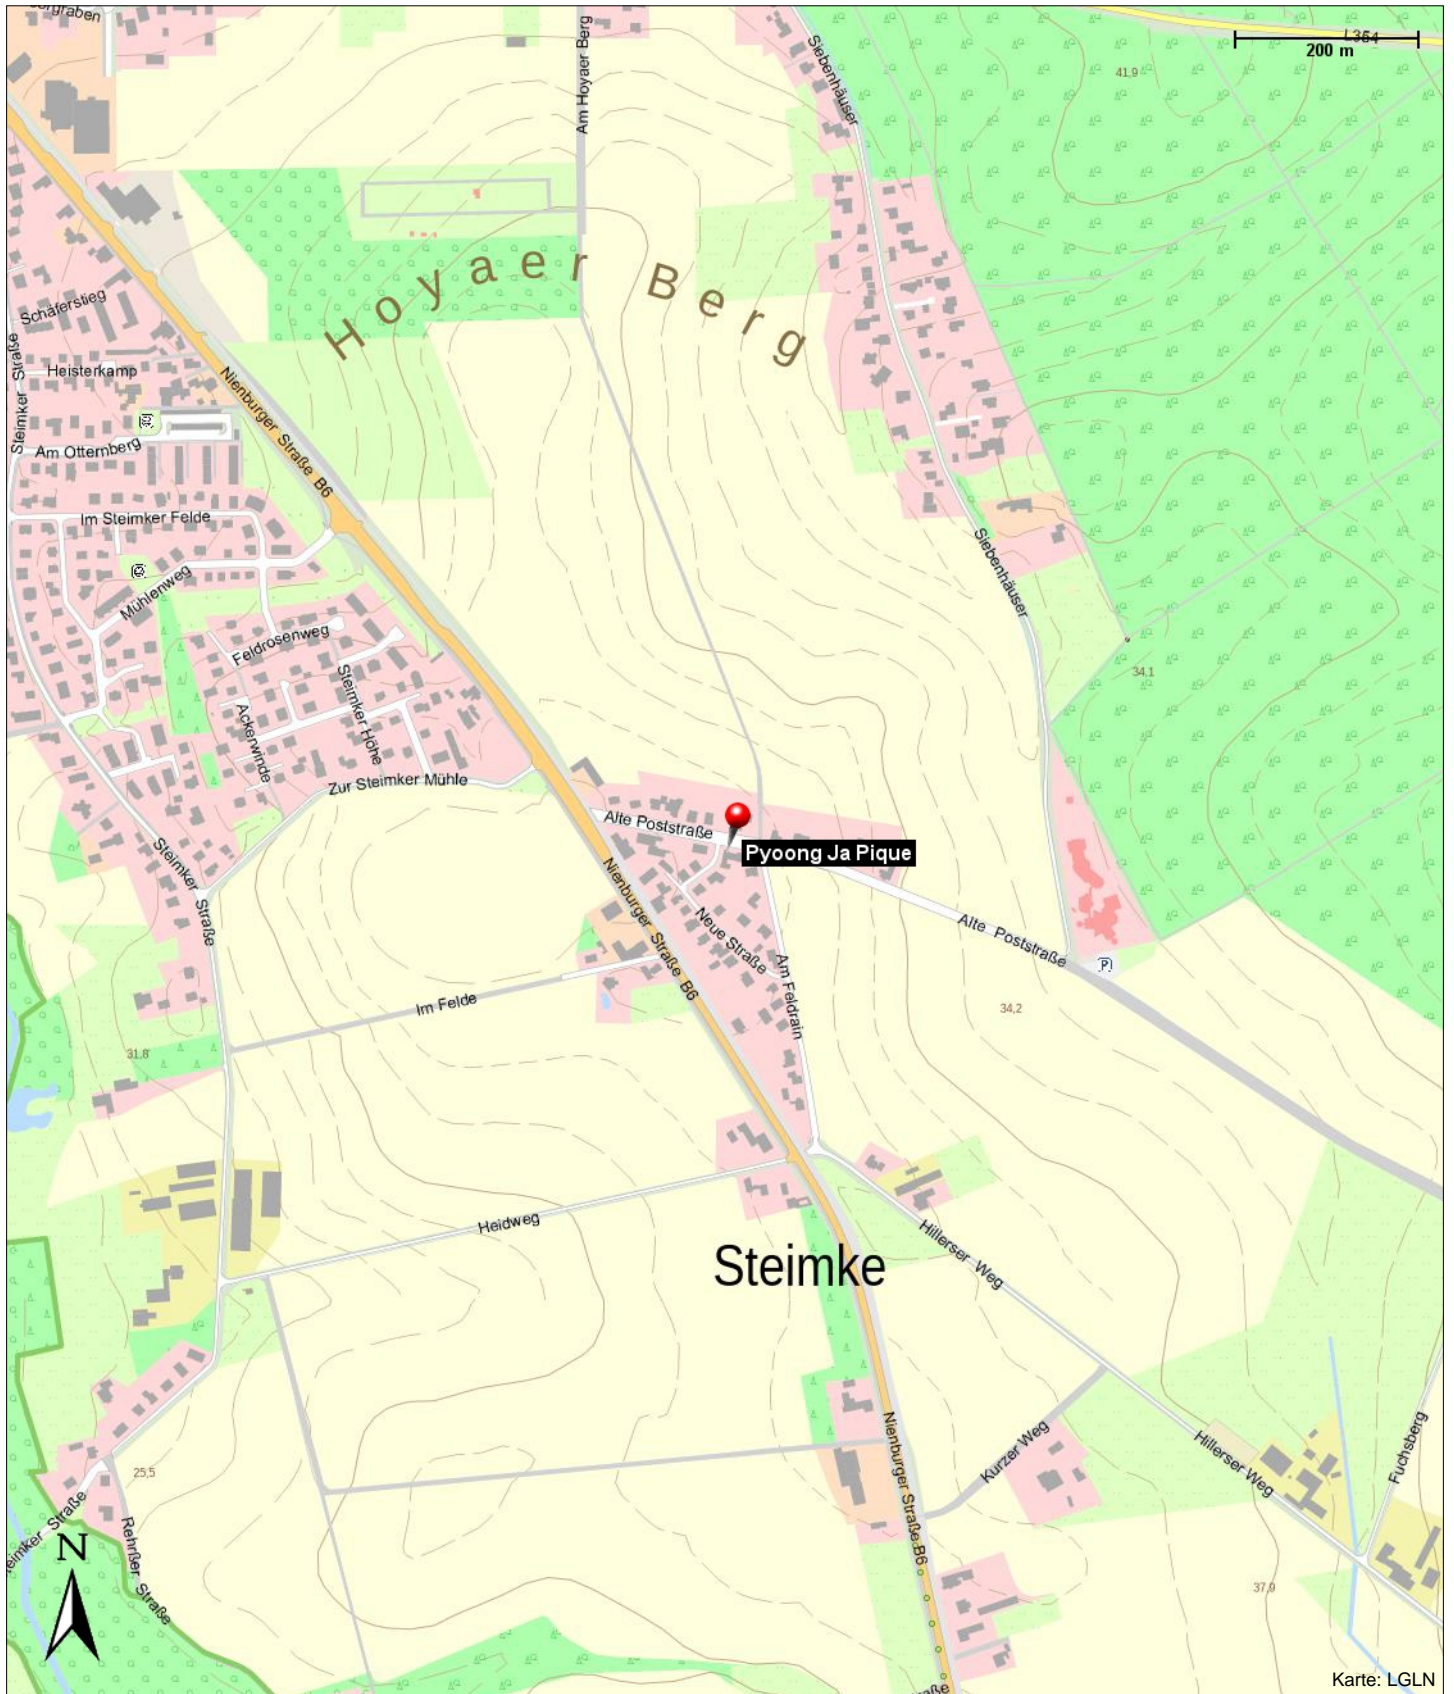 Am Hoyaer Berg
Siebenhäuser
L354
200 m
41,9
Hoyaer Berg
Schäferstieg
Steimker Straße
Heisterkamp
Nienburger Straße B6
Am Otternberg
Im Steimker Felde
Siebenhäuser
Mühlenweg
Feldrosenweg
34,1
Steimker Höhe
Ackerwinde
Zur Steimker Mühle
Alte Poststraße
Pyoong Ja Pique
Steimker Straße
Nienburger Straße B6
Neue Straße
Alte Poststraße
Am Feldrain
P
Im Felde
34,2
31,8
Heidweg
Hillerser Weg
Steimke
Nienburger Straße B6
Kurzer Weg
Hillerser Weg
Fuchsberg
25,5
N
Rehrßer Straße
37,9
Karte: LGLN